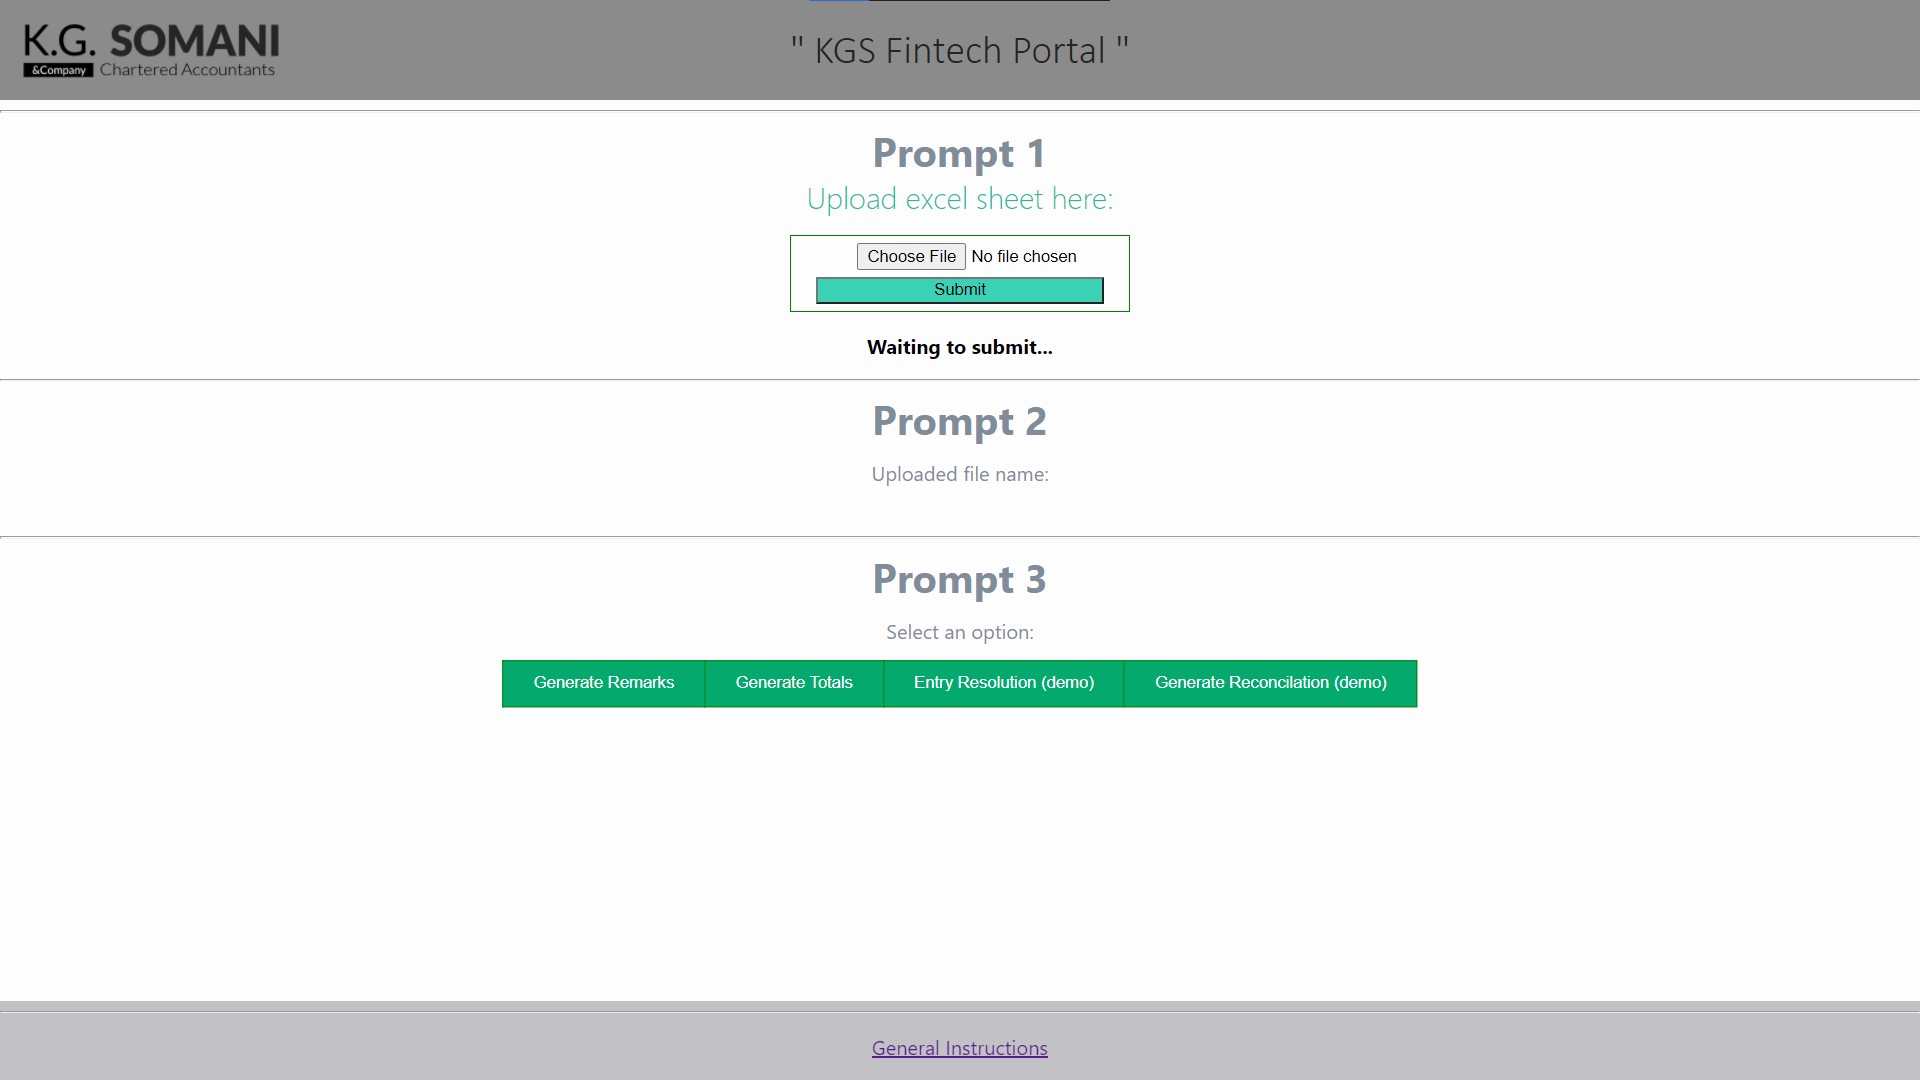 K.G. SOMANI
&Company Chartered Accountants
" KGS Fintech Portal "
Prompt 1
Upload excel sheet here:
Choose File No file chosen
Submit
Waiting to submit...
Prompt 2
Uploaded file name:
Prompt 3
Select an option:
Generate Remarks Generate Totals Entry Resolution (demo) Generate Reconcilation (demo)
General Instructions